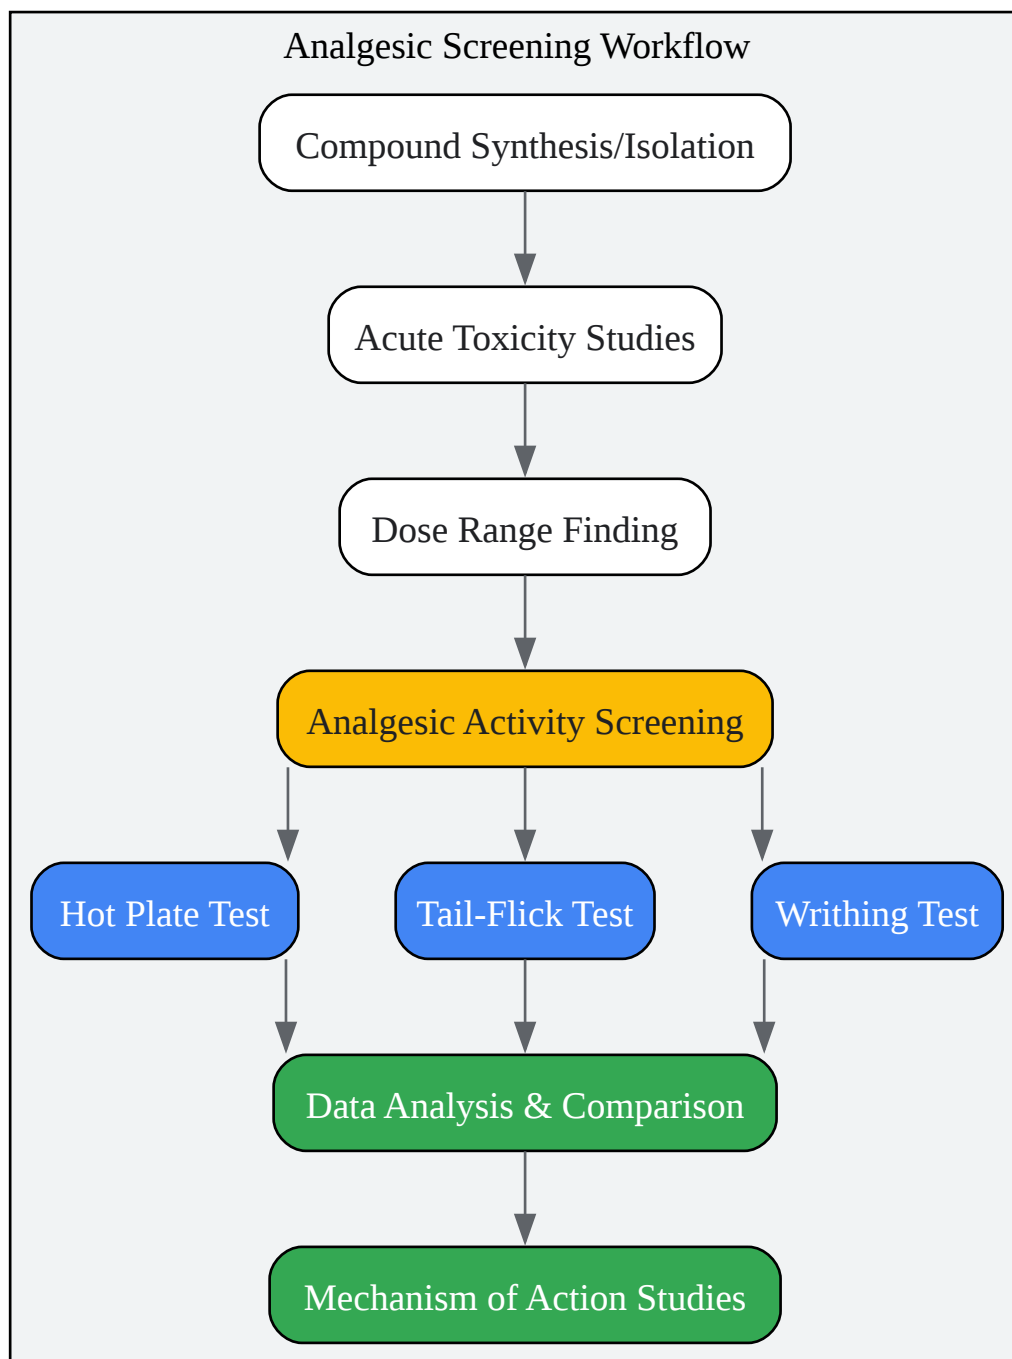 Analgesic Screening Workflow
Compound Synthesis/Isolation
Acute Toxicity Studies
Dose Range Finding
Analgesic Activity Screening
Hot Plate Test
Tail-Flick Test
Writhing Test
Data Analysis & Comparison
Mechanism of Action Studies